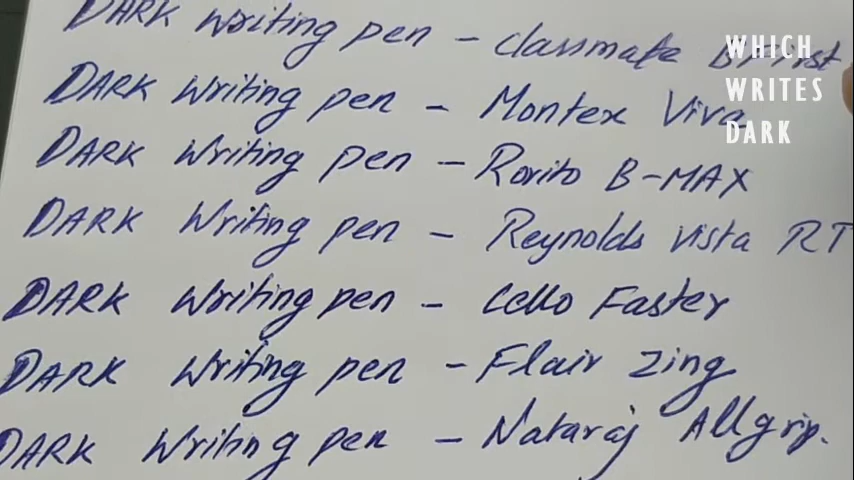 DARK Writing pen - Classmate B First
DARK Writing pen - Montex Viva
DARK Writing pen - Rorito B-MAX
DARK Writing pen - Reynolds Vista RT
DARK Writing pen - Cello Faster
DARK Writing pen - Flair Zing
DARK Writing pen - Nataraj Allgrip.
WHICH
WRITES
DARK